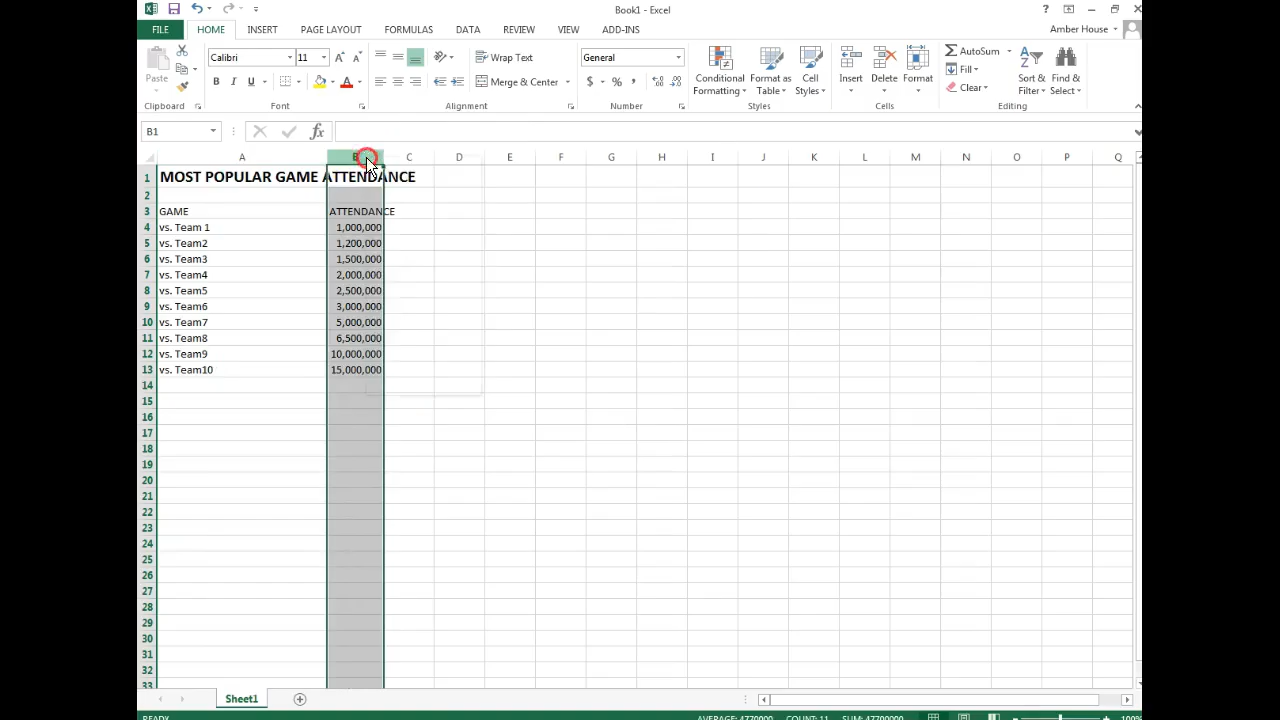 Book1 - Excel
?
FILE HOME INSERT PAGE LAYOUT FORMULAS DATA REVIEW VIEW ADD-INS
Amber House
Paste
Calibri 11
B I U
A
Wrap Text
Merge & Center
General
$ % ,
Conditional Formatting
Format as Table
Cell Styles
Insert
Delete
Format
AutoSum
Fill
Clear
Sort & Filter
Find & Select
Clipboard Font Alignment Number Styles Cells Editing
B1 fx
A B C D E F G H I J K L M N O P Q
1 MOST POPULAR GAME ATTENDANCE
2
3 GAME ATTENDANCE
4 vs. Team 1 1,000,000
5 vs. Team2 1,200,000
6 vs. Team3 1,500,000
7 vs. Team4 2,000,000
8 vs. Team5 2,500,000
9 vs. Team6 3,000,000
10 vs. Team7 5,000,000
11 vs. Team8 6,500,000
12 vs. Team9 10,000,000
13 vs. Team10 15,000,000
14
15
16
17
18
19
20
21
22
23
24
25
26
27
28
29
30
31
32
33
Sheet1
READY AVERAGE: 4770000 COUNT: 11 SUM: 47700000 100%